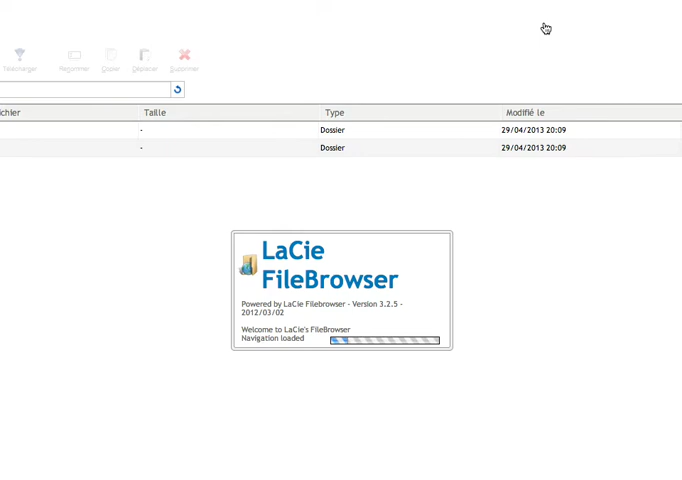 Télécharger Renommer Copier Déplacer Supprimer
ichier Taille Type Modifié le
- Dossier 29/04/2013 20:09
- Dossier 29/04/2013 20:09
LaCie
FileBrowser
Powered by LaCie Filebrowser - Version 3.2.5 -
2012/03/02
Welcome to LaCie's FileBrowser
Navigation loaded